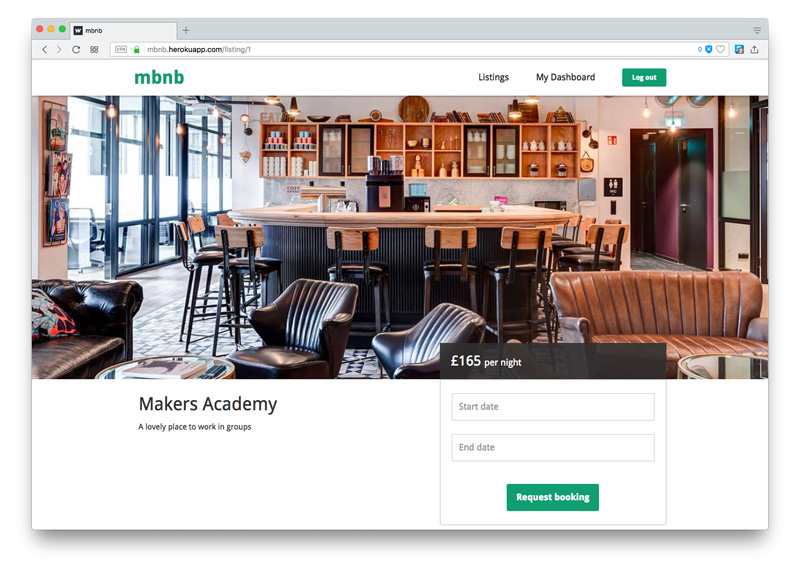 mbnb
VPN
mbnb.herokuapp.com/listing/1
0
mbnb
Listings
My Dashboard
Log out
£165 per night
Start date
End date
Request booking
Makers Academy
A lovely place to work in groups